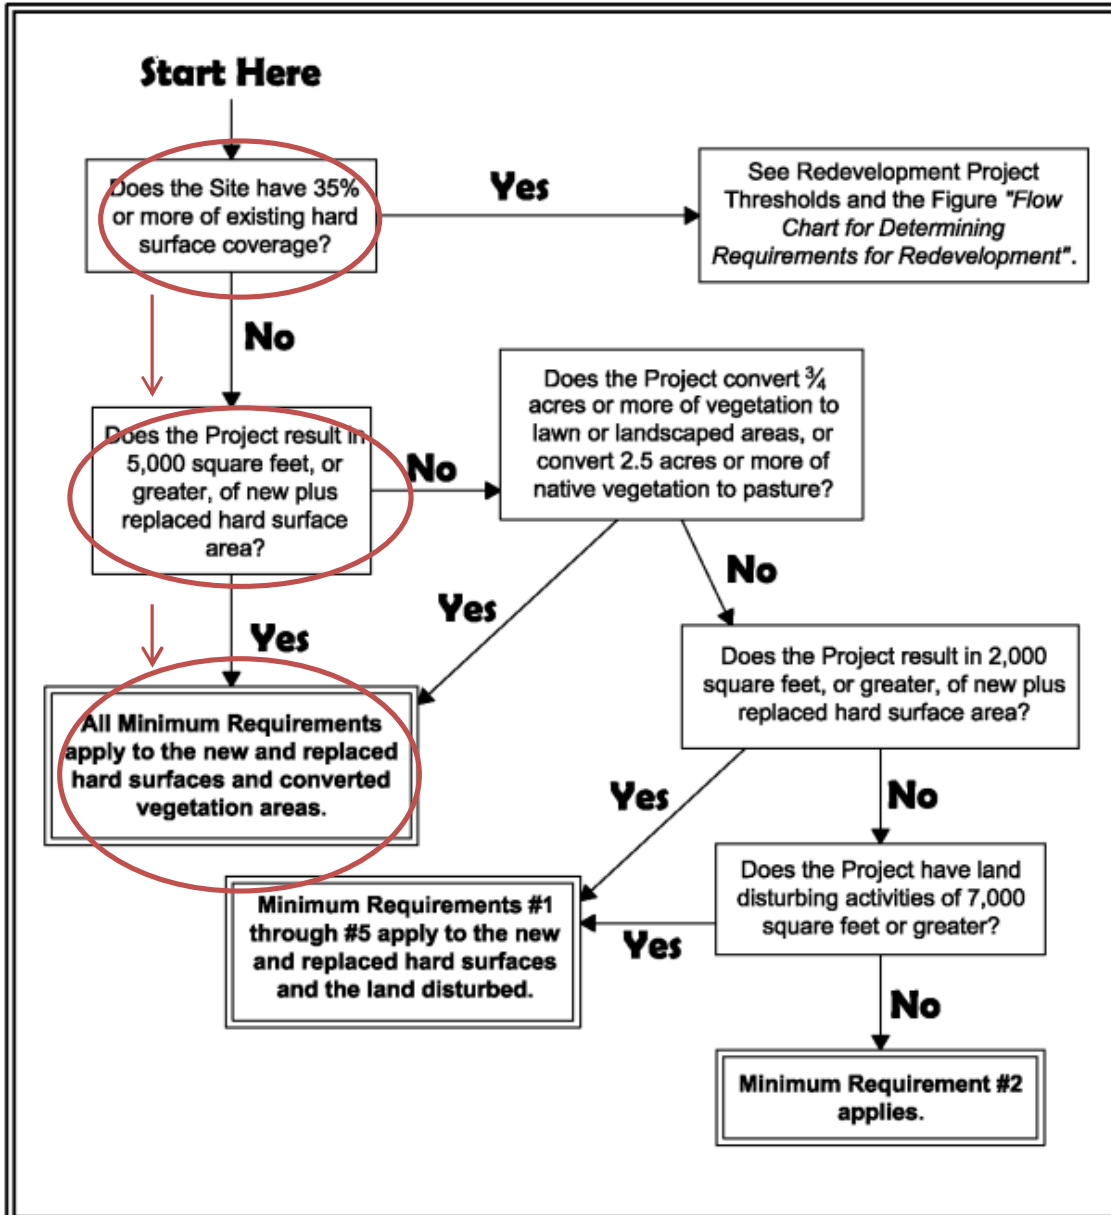 Start Here
Does the Site have 35%
or more of existing hard
surface coverage?
Yes
See Redevelopment Project
Thresholds and the Figure "Flow
Chart for Determining
Requirements for Redevelopment".
No
Does the Project result in
5,000 square feet, or
greater, of new plus
replaced hard surface
area?
No
Does the Project convert ¾
acres or more of vegetation to
lawn or landscaped areas, or
convert 2.5 acres or more of
native vegetation to pasture?
Yes
Yes
No
All Minimum Requirements
apply to the new and replaced
hard surfaces and converted
vegetation areas.
Does the Project result in 2,000
square feet, or greater, of new plus
replaced hard surface area?
Yes
No
Minimum Requirements #1
through #5 apply to the new
and replaced hard surfaces
and the land disturbed.
Yes
Does the Project have land
disturbing activities of 7,000
square feet or greater?
No
Minimum Requirement #2
applies.